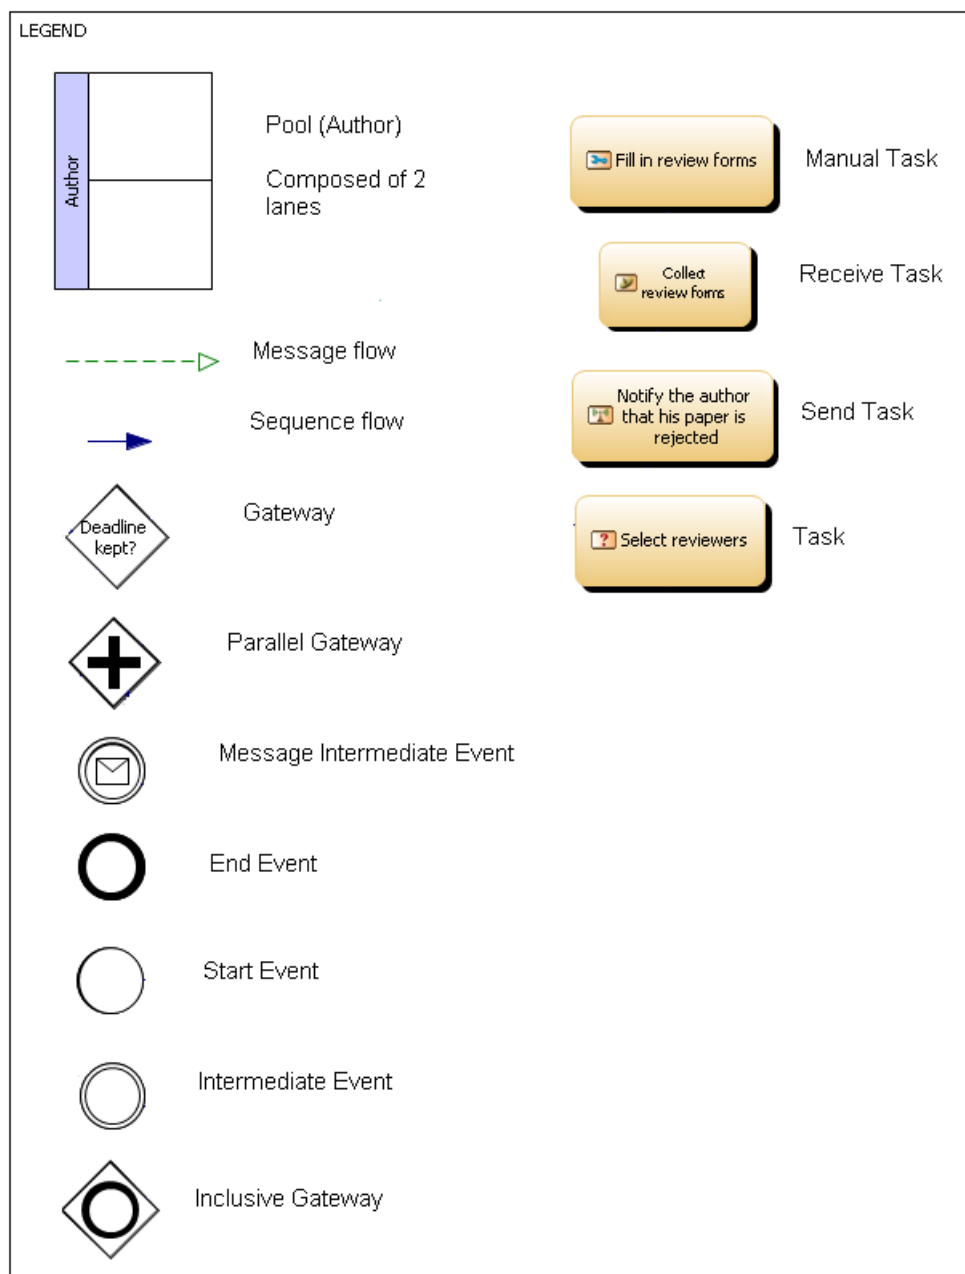 LEGEND
Author
Pool (Author)
Composed of 2
lanes
Message flow
Sequence flow
Deadline
kept?
Gateway
Parallel Gateway
Message Intermediate Event
End Event
Start Event
Intermediate Event
Inclusive Gateway
Fill in review forms
Manual Task
Collect
review forms
Receive Task
Notify the author
that his paper is
rejected
Send Task
? Select reviewers
Task